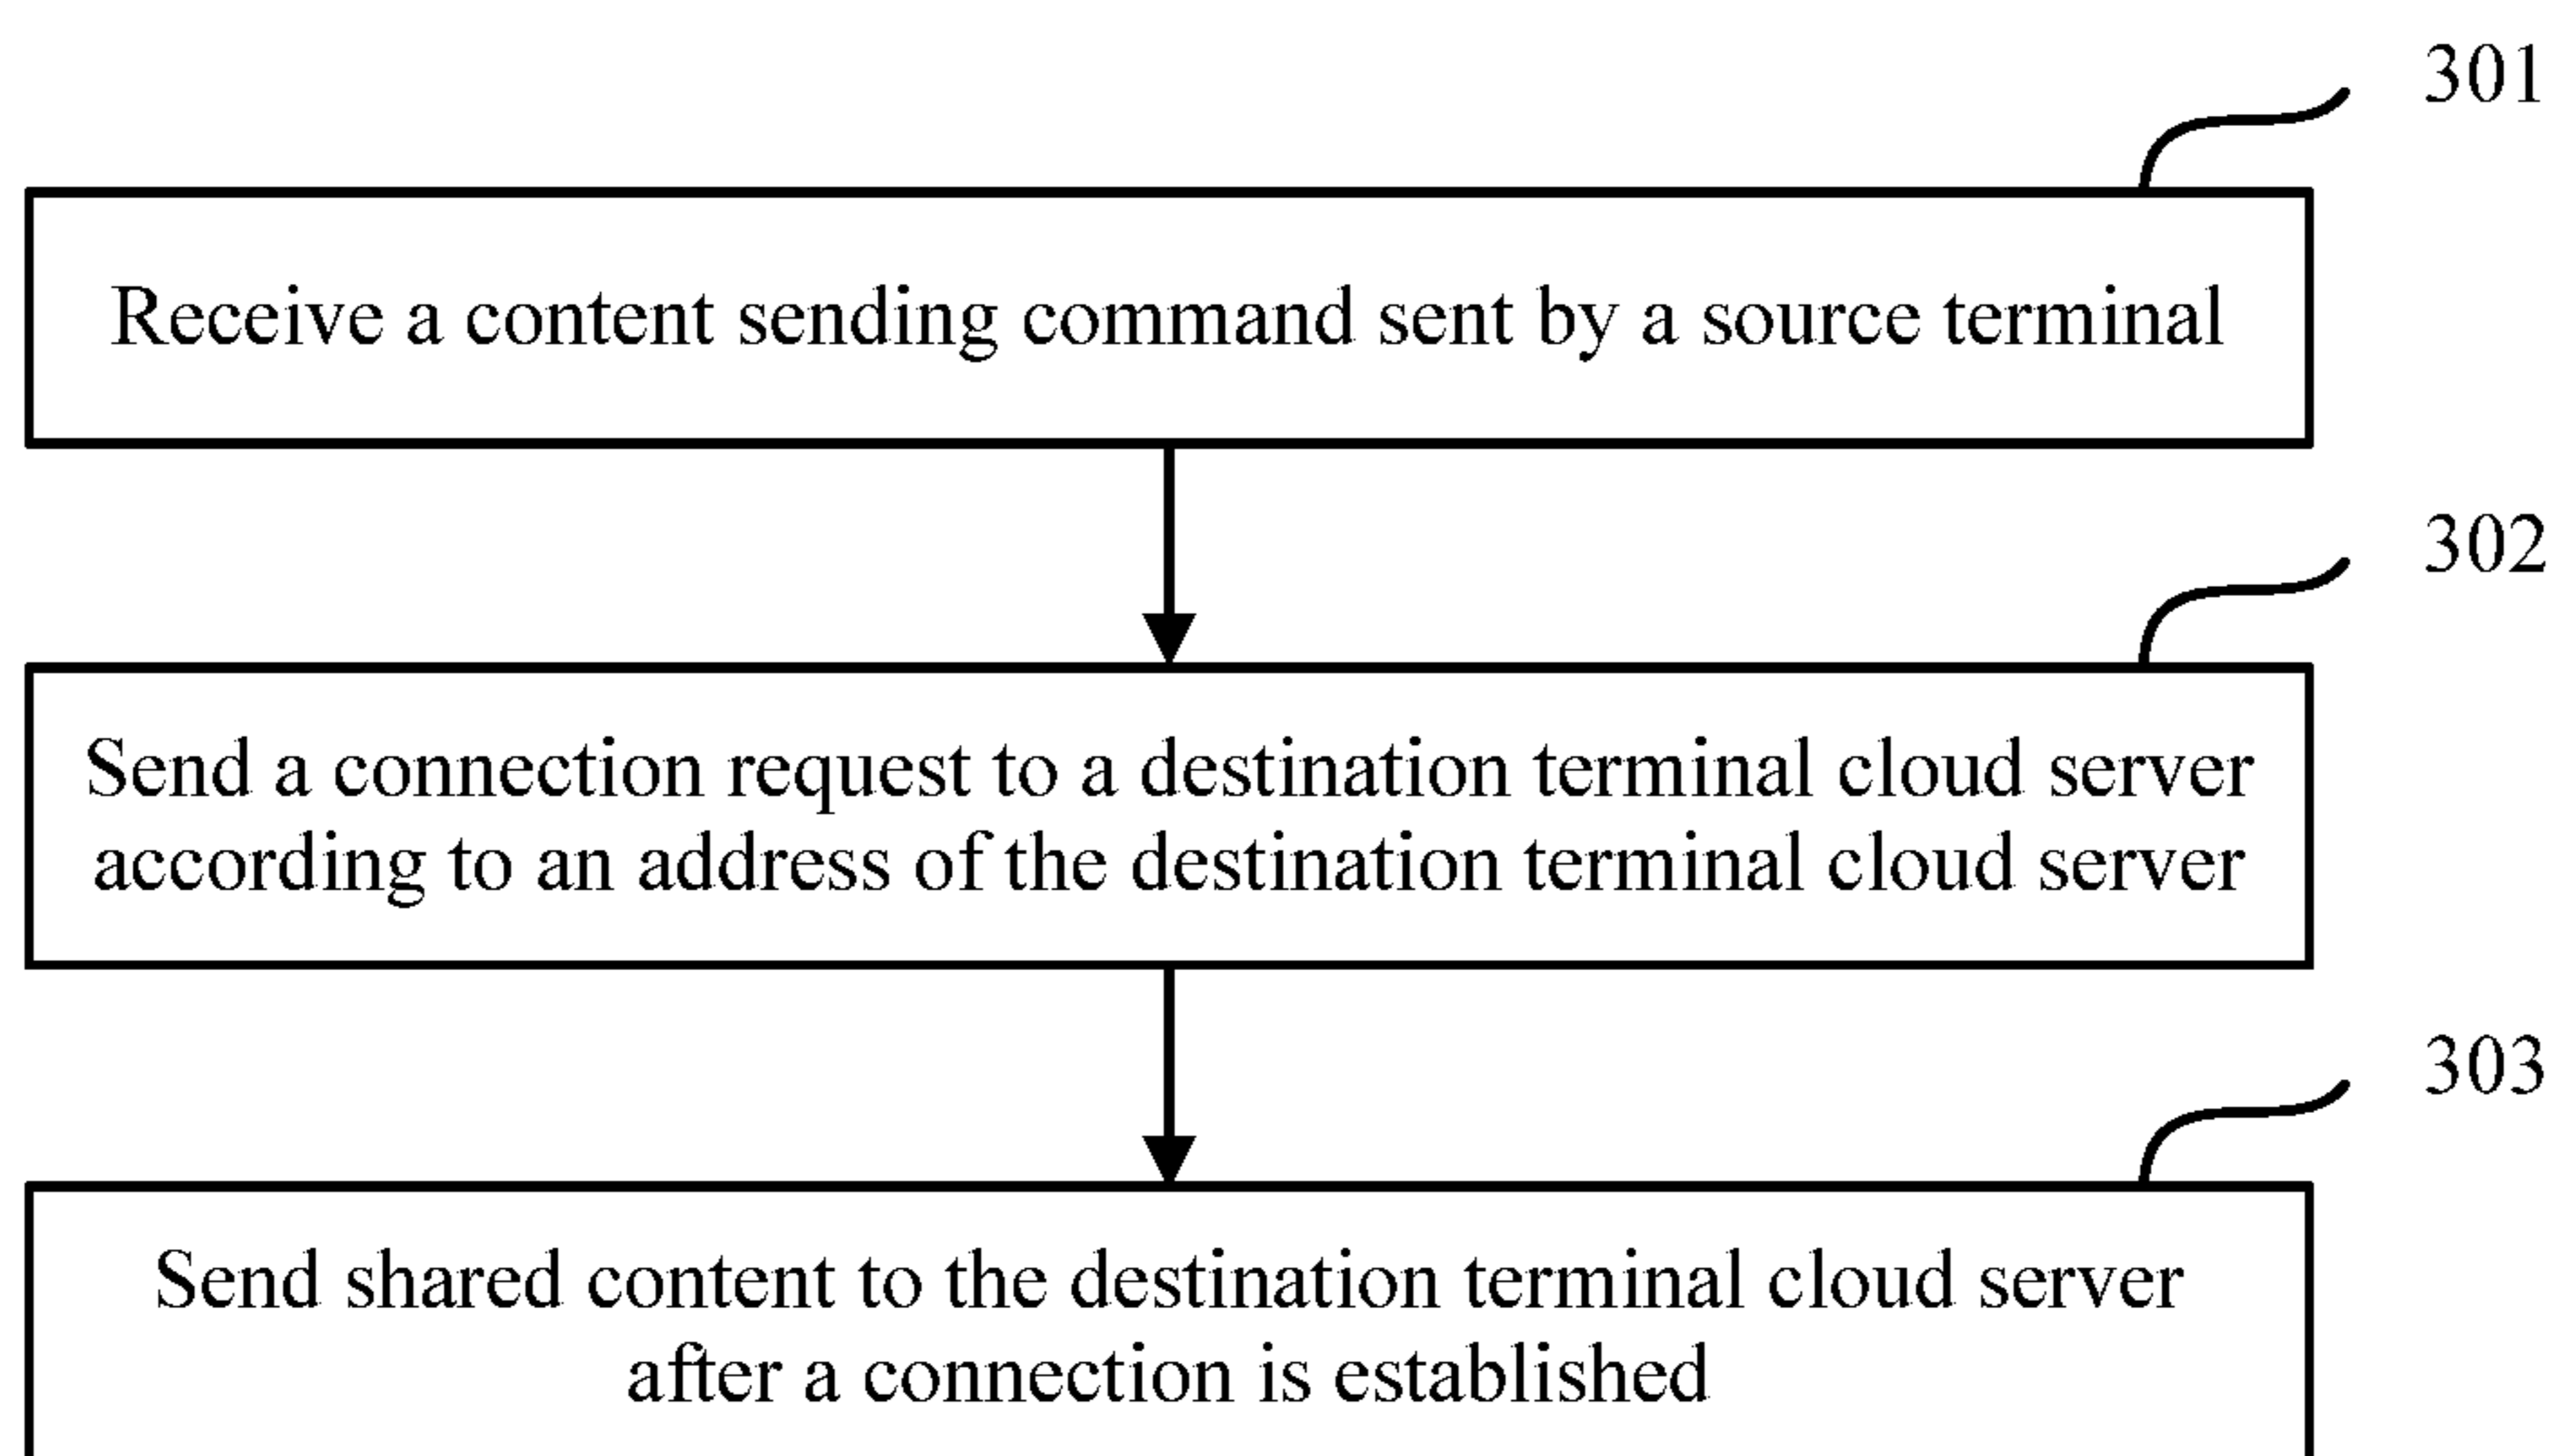 301
Receive a content sending command sent by a source terminal
302
Send a connection request to a destination terminal cloud server
according to an address of the destination terminal cloud server
303
Send shared content to the destination terminal cloud server
after a connection is established